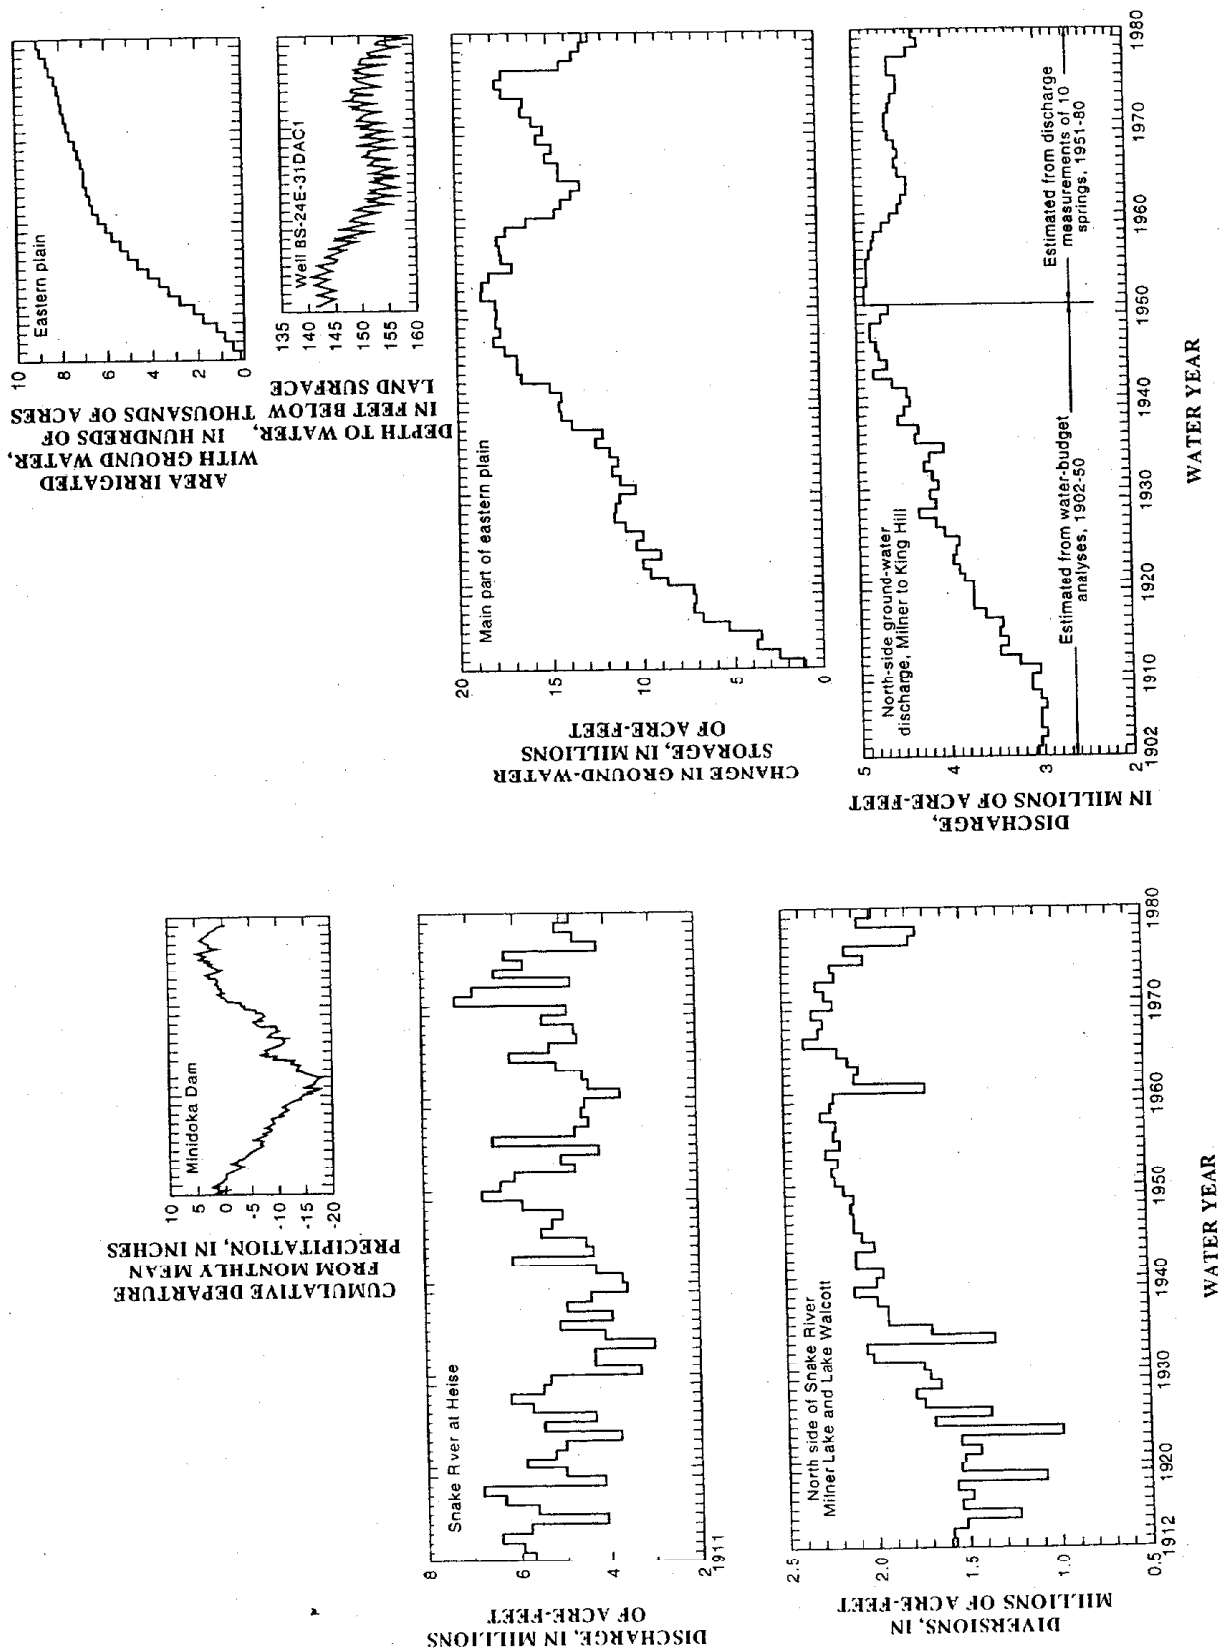 CUMULATIVE DEPARTURE
FROM MONTHLY MEAN
PRECIPITATION, IN INCHES
10
5
0
-5
-10
-15
-20
Minidoka Dam
DISCHARGE, IN MILLIONS
OF ACRE-FEET
8
6
4
2
Snake River at Heise
1911
DIVERSIONS, IN
MILLIONS OF ACRE-FEET
2.5
2.0
1.5
1.0
0.5
North side of Snake River
Milner Lake and Lake Walcott
1912
1920
1930
1940
1950
1960
1970
1980
WATER YEAR
AREA IRRIGATED
WITH GROUND WATER,
IN HUNDREDS OF
THOUSANDS OF ACRES
10
8
6
4
2
0
Eastern plain
DEPTH TO WATER,
IN FEET BELOW
LAND SURFACE
135
140
145
150
155
160
Well 8S-24E-31DAC1
CHANGE IN GROUND-WATER
STORAGE, IN MILLIONS
OF ACRE-FEET
20
15
10
5
0
Main part of eastern plain
DISCHARGE,
IN MILLIONS OF ACRE-FEET
5
4
3
2
North-side ground-water
discharge, Milner to King Hill
Estimated from water-budget
analyses, 1902-50
Estimated from discharge
measurements of 10
springs, 1951-80
1902
1910
1920
1930
1940
1950
1960
1970
1980
WATER YEAR